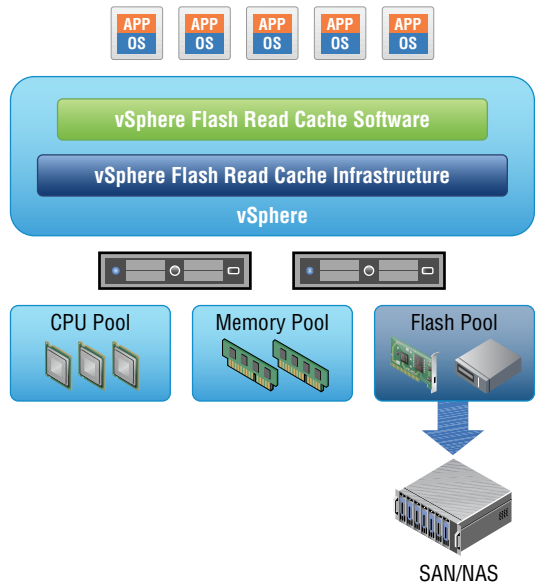 APP APP APP APP APP
OS OS OS OS OS
vSphere Flash Read Cache Software
vSphere Flash Read Cache Infrastructure
vSphere
CPU Pool
Memory Pool
Flash Pool
SAN/NAS